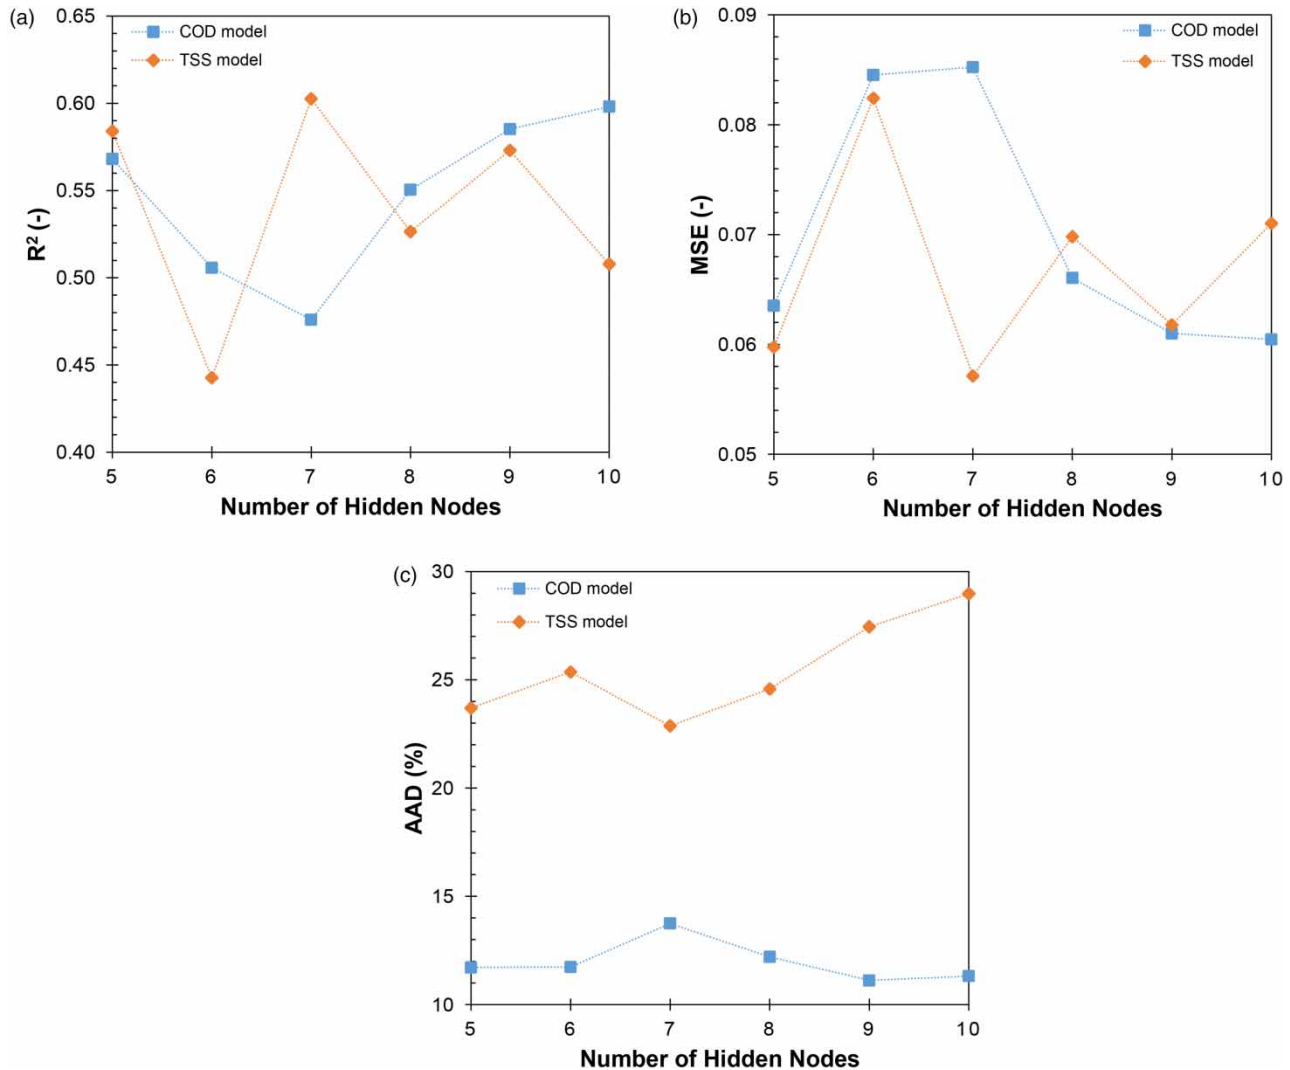 (a)
0.65
0.60
0.55
0.50
0.45
0.40
R² (-)
COD model
TSS model
5 6 7 8 9 10
Number of Hidden Nodes
(b)
0.09
0.08
0.07
0.06
0.05
MSE (-)
COD model
TSS model
5 6 7 8 9 10
Number of Hidden Nodes
(c)
30
25
20
15
10
AAD (%)
COD model
TSS model
5 6 7 8 9 10
Number of Hidden Nodes